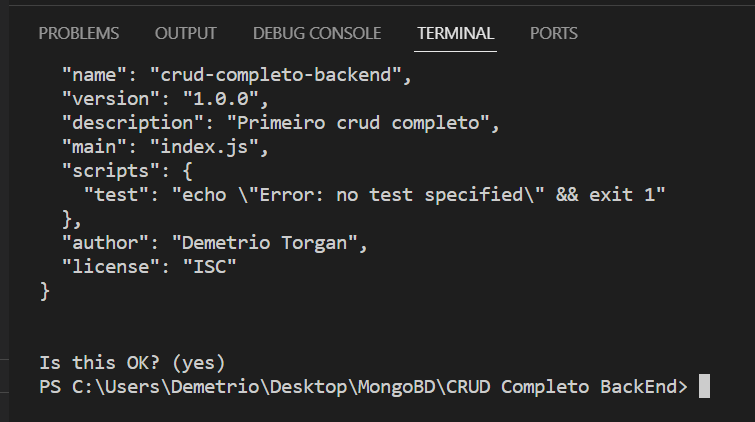 PROBLEMS OUTPUT DEBUG CONSOLE TERMINAL PORTS
"name": "crud-completo-backend",
"version": "1.0.0",
"description": "Primeiro crud completo",
"main": "index.js",
"scripts": {
"test": "echo \"Error: no test specified\" && exit 1"
},
"author": "Demetrio Torgan",
"license": "ISC"
}
Is this OK? (yes)
PS C:\Users\Demetrio\Desktop\MongoBD\CRUD Completo BackEnd>